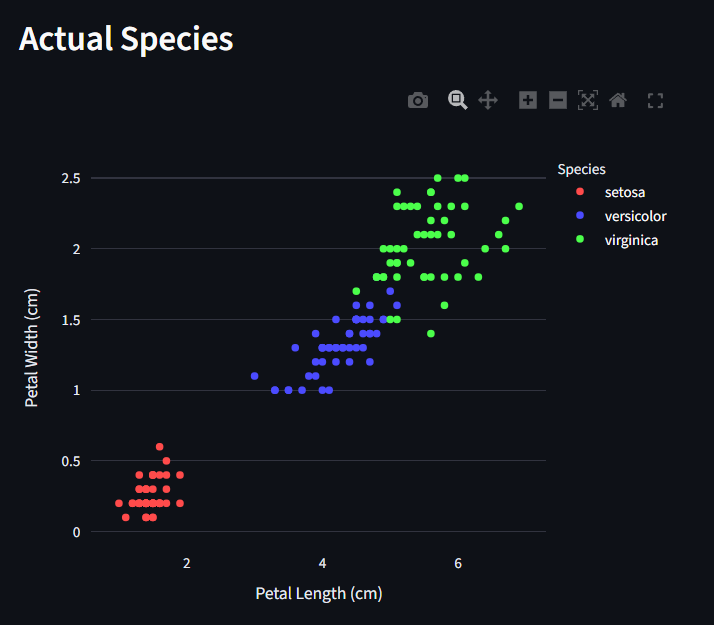 Actual Species
Species
setosa
versicolor
virginica
2.5
2
1.5
1
0.5
0
Petal Width (cm)
2
4
6
Petal Length (cm)